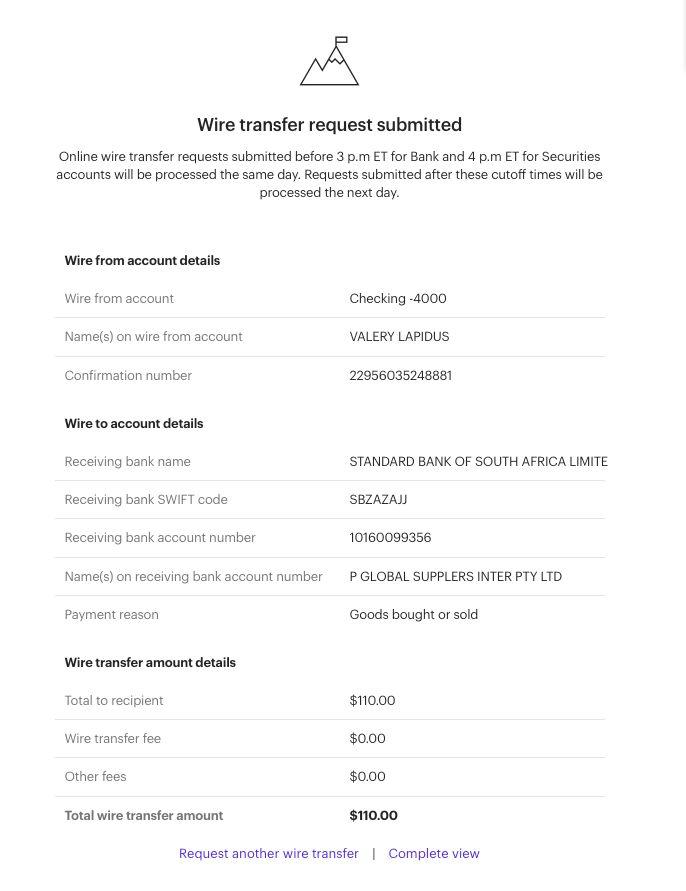 Wire transfer request submitted
Online wire transfer requests submitted before 3 p.m ET for Bank and 4 p.m ET for Securities
accounts will be processed the same day. Requests submitted after these cutoff times will be
processed the next day.
Wire from account details
Wire from account Checking -4000
Name(s) on wire from account VALERY LAPIDUS
Confirmation number 22956035248881
Wire to account details
Receiving bank name STANDARD BANK OF SOUTH AFRICA LIMITE
Receiving bank SWIFT code SBZAZAJJ
Receiving bank account number 10160099356
Name(s) on receiving bank account number P GLOBAL SUPPLERS INTER PTY LTD
Payment reason Goods bought or sold
Wire transfer amount details
Total to recipient $110.00
Wire transfer fee $0.00
Other fees $0.00
Total wire transfer amount $110.00
Request another wire transfer | Complete view